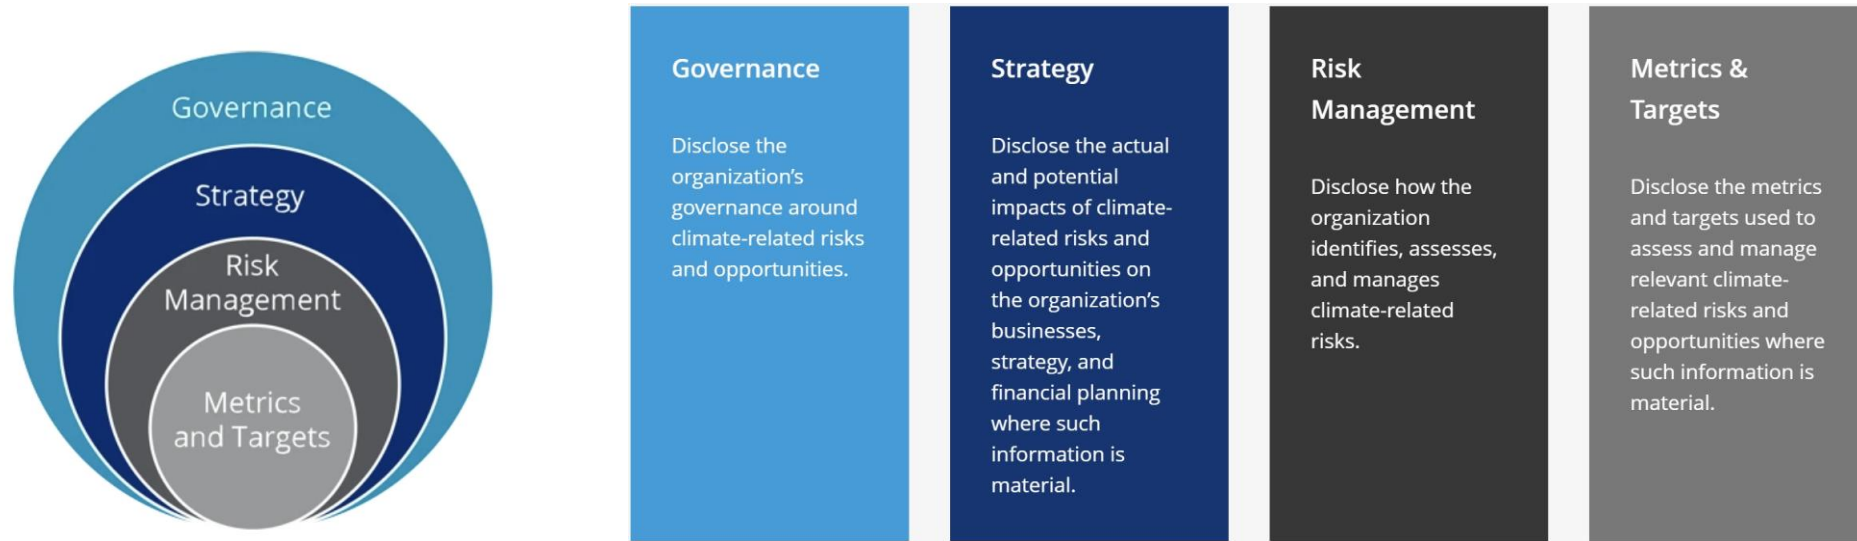 Governance
Strategy
Risk
Management
Metrics
and Targets
Governance
Disclose the
organization’s
governance around
climate-related risks
and opportunities.
Strategy
Disclose the actual
and potential
impacts of climate-
related risks and
opportunities on
the organization’s
businesses,
strategy, and
financial planning
where such
information is
material.
Risk
Management
Disclose how the
organization
identifies, assesses,
and manages
climate-related
risks.
Metrics &
Targets
Disclose the metrics
and targets used to
assess and manage
relevant climate-
related risks and
opportunities where
such information is
material.